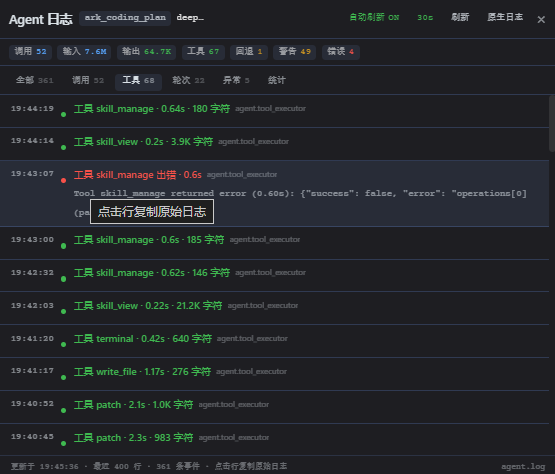 Agent 日志 ark_coding_plan deep… 自动刷新 ON 30s 刷新 原生日志 ×
调用 52 输入 7.6M 输出 64.7K 工具 67 回退 1 警告 49 错误 4
全部 361 调用 52 工具 68 轮次 22 异常 5 统计
19:44:19 工具 skill_manage · 0.64s · 180 字符 agent.tool_executor
19:44:14 工具 skill_view · 0.2s · 3.9K 字符 agent.tool_executor
19:43:07 工具 skill_manage 出错 · 0.6s agent.tool_executor
Tool skill_manage returned error (0.60s): {"success": false, "error": "operations[0]
(pa
点击行复制原始日志
19:43:00 工具 skill_manage · 0.6s · 185 字符 agent.tool_executor
19:42:32 工具 skill_manage · 0.62s · 146 字符 agent.tool_executor
19:42:03 工具 skill_view · 0.22s · 21.2K 字符 agent.tool_executor
19:41:20 工具 terminal · 0.42s · 640 字符 agent.tool_executor
19:41:17 工具 write_file · 1.17s · 276 字符 agent.tool_executor
19:40:52 工具 patch · 2.1s · 1.0K 字符 agent.tool_executor
19:40:45 工具 patch · 2.3s · 983 字符 agent.tool_executor
更新于 19:45:36 · 最近 400 行 · 361 条事件 · 点击行复制原始日志 agent.log